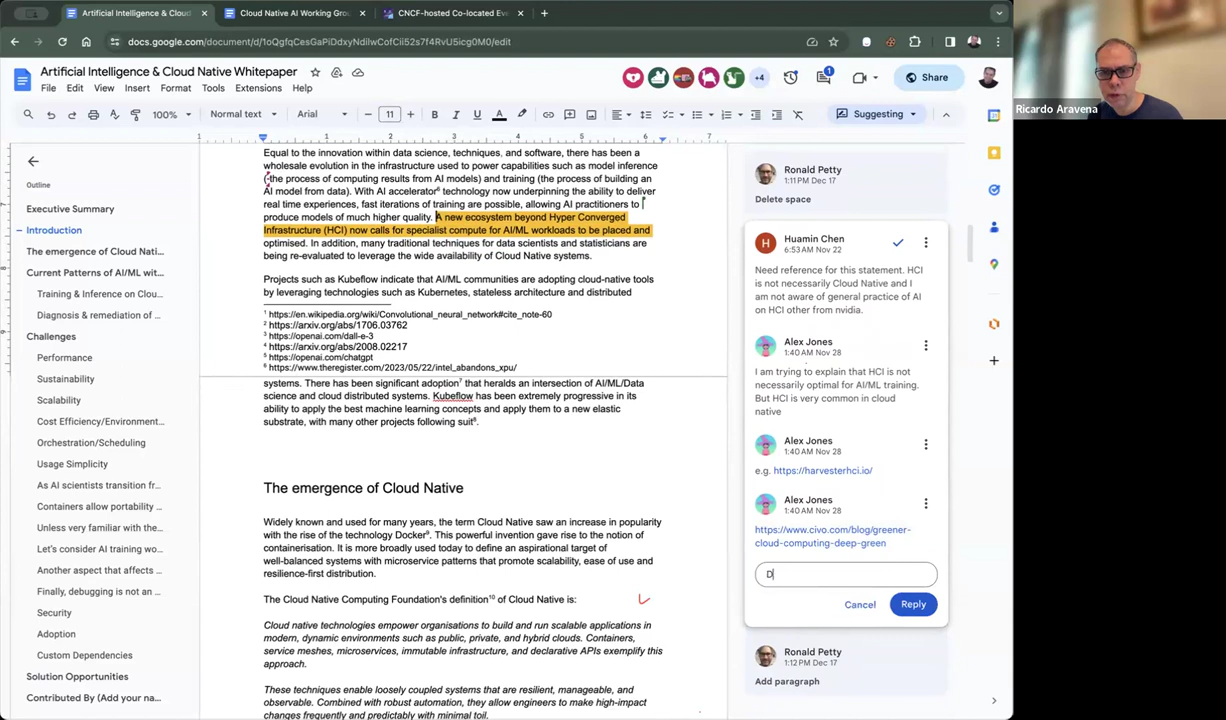 Artificial Intelligence & Cloud
Cloud Native AI Working Gro
CNCF-hosted Co-located Ev
docs.google.com/document/d/1oQgfqCesGaPiDdxyNdilwCofCii52s7f4RvU5icg0M0/edit
Artificial Intelligence & Cloud Native Whitepaper
+4
1
Share
File Edit View Insert Format Tools Extensions Help
100% Normal text Arial 11 B I U A Suggesting
1 1 2 3 4 5 6 7
Outline
Executive Summary
Introduction
The emergence of Cloud Native
Current Patterns of AI/ML wit...
Training & Inference on Clou...
Diagnosis & remediation of ...
Challenges
Performance
Sustainability
Scalability
Cost Efficiency/Environment...
Orchestration/Scheduling
Usage Simplicity
As AI scientists transition fr...
Containers allow portability ...
Unless very familiar with the...
Let's consider AI training wo...
Another aspect that affects ...
Finally, debugging is not an ...
Security
Adoption
Custom Dependencies
Solution Opportunities
Contributed By (Add your na...
Equal to the innovation within data science, techniques, and software, there has been a
wholesale evolution in the infrastructure used to power capabilities such as model inference
(-the process of computing results from AI models) and training (the process of building an
AI model from data). With AI accelerator⁶ technology now underpinning the ability to deliver
real time experiences, fast iterations of training are possible, allowing AI practitioners to
produce models of much higher quality. A new ecosystem beyond Hyper Converged
Infrastructure (HCI) now calls for specialist compute for AI/ML workloads to be placed and
optimised. In addition, many traditional techniques for data scientists and statisticians are
being re-evaluated to leverage the wide availability of Cloud Native systems.
Projects such as Kubeflow indicate that AI/ML communities are adopting cloud-native tools
by leveraging technologies such as Kubernetes, stateless architecture and distributed
¹ https://en.wikipedia.org/wiki/Convolutional_neural_network#cite_note-60
² https://arxiv.org/abs/1706.03762
³ https://openai.com/dall-e-3
⁴ https://arxiv.org/abs/2008.02217
⁵ https://openai.com/chatgpt
⁶ https://www.theregister.com/2023/05/22/intel_abandons_xpu/
systems. There has been significant adoption⁷ that heralds an intersection of AI/ML/Data
science and cloud distributed systems. Kubeflow has been extremely progressive in its
ability to apply the best machine learning concepts and apply them to a new elastic
substrate, with many other projects following suit⁸.
The emergence of Cloud Native
Widely known and used for many years, the term Cloud Native saw an increase in popularity
with the rise of the technology Docker⁹. This powerful invention gave rise to the notion of
containerisation. It is more broadly used today to define an aspirational target of
well-balanced systems with microservice patterns that promote scalability, ease of use and
resilience-first distribution.
The Cloud Native Computing Foundation's definition¹⁰ of Cloud Native is:
Cloud native technologies empower organisations to build and run scalable applications in
modern, dynamic environments such as public, private, and hybrid clouds. Containers,
service meshes, microservices, immutable infrastructure, and declarative APIs exemplify this
approach.
These techniques enable loosely coupled systems that are resilient, manageable, and
observable. Combined with robust automation, they allow engineers to make high-impact
changes frequently and predictably with minimal toil.
Ronald Petty
1:11 PM Dec 17
Delete space
H
Huamin Chen
6:53 AM Nov 22
Need reference for this statement. HCI
is not necessarily Cloud Native and I
am not aware of general practice of AI
on HCI other from nvidia.
Alex Jones
1:40 AM Nov 28
I am trying to explain that HCI is not
necessarily optimal for AI/ML training.
But HCI is very common in cloud
native
Alex Jones
1:40 AM Nov 28
e.g. https://harvesterhci.io/
Alex Jones
1:40 AM Nov 28
https://www.civo.com/blog/greener-
cloud-computing-deep-green
D
Cancel
Reply
Ronald Petty
1:12 PM Dec 17
Add paragraph
Ricardo Aravena